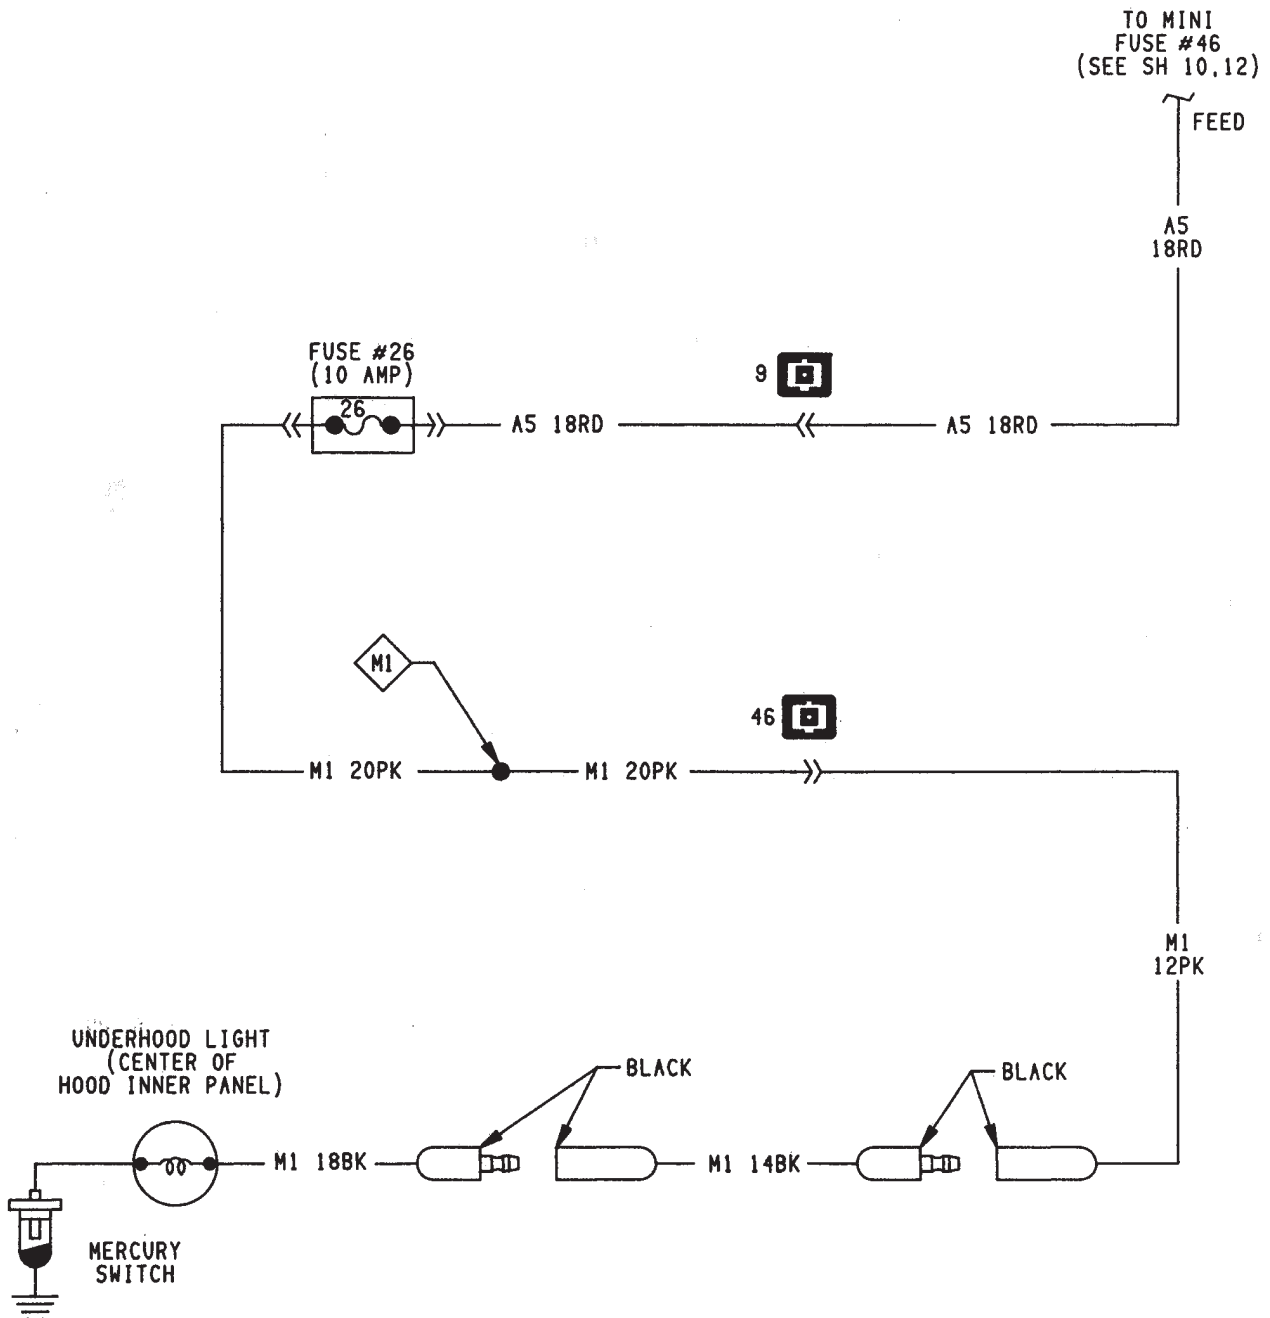 TO MINI
FUSE #46
(SEE SH 10,12)
FEED
A5
18RD
FUSE #26
(10 AMP)
26
9
A5 18RD
A5 18RD
M1
46
M1 20PK
M1 20PK
M1
12PK
UNDERHOOD LIGHT
(CENTER OF
HOOD INNER PANEL)
BLACK
BLACK
M1 18BK
M1 14BK
MERCURY
SWITCH